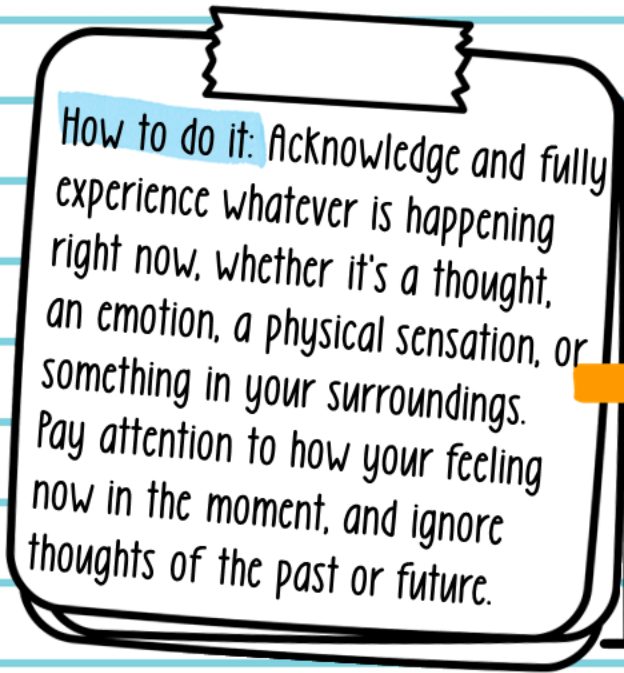 How to do it: Acknowledge and fully
experience whatever is happening
right now, whether it's a thought,
an emotion, a physical sensation, or
something in your surroundings.
Pay attention to how your feeling
now in the moment, and ignore
thoughts of the past or future.